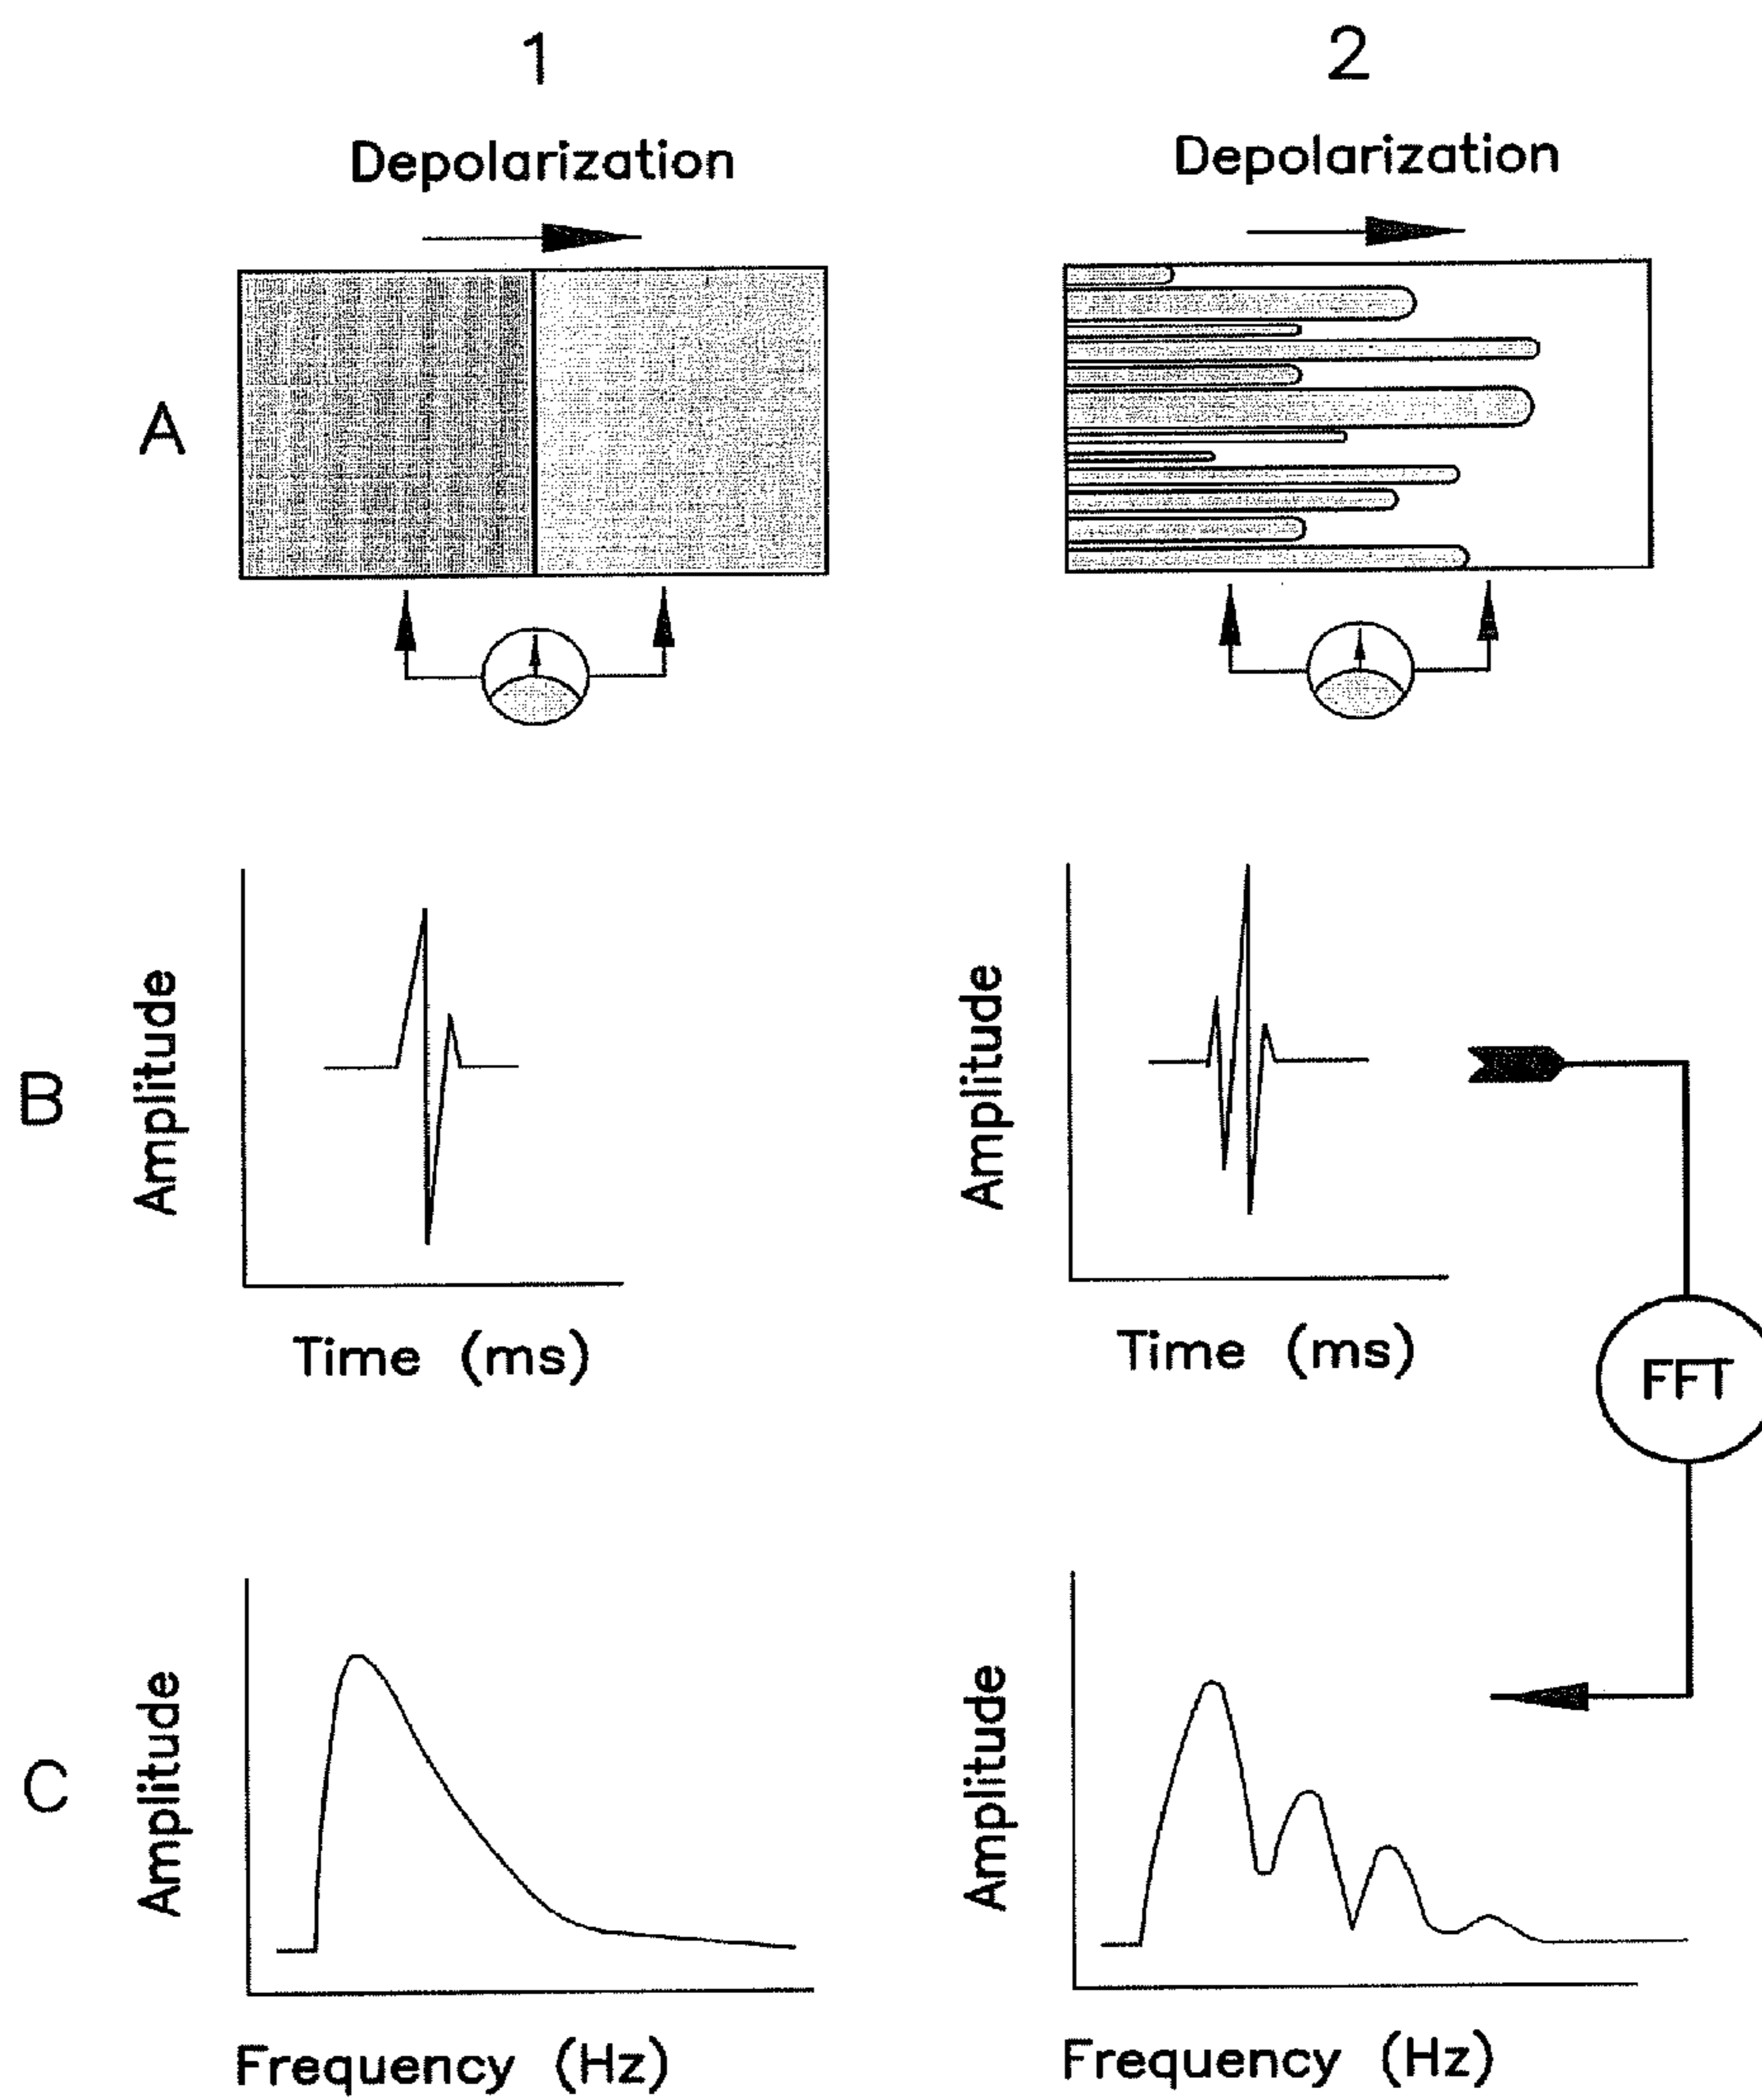 1
2
Depolarization
Depolarization
A
B
Amplitude
Amplitude
Time (ms)
Time (ms)
FFT
C
Amplitude
Amplitude
Frequency (Hz)
Frequency (Hz)